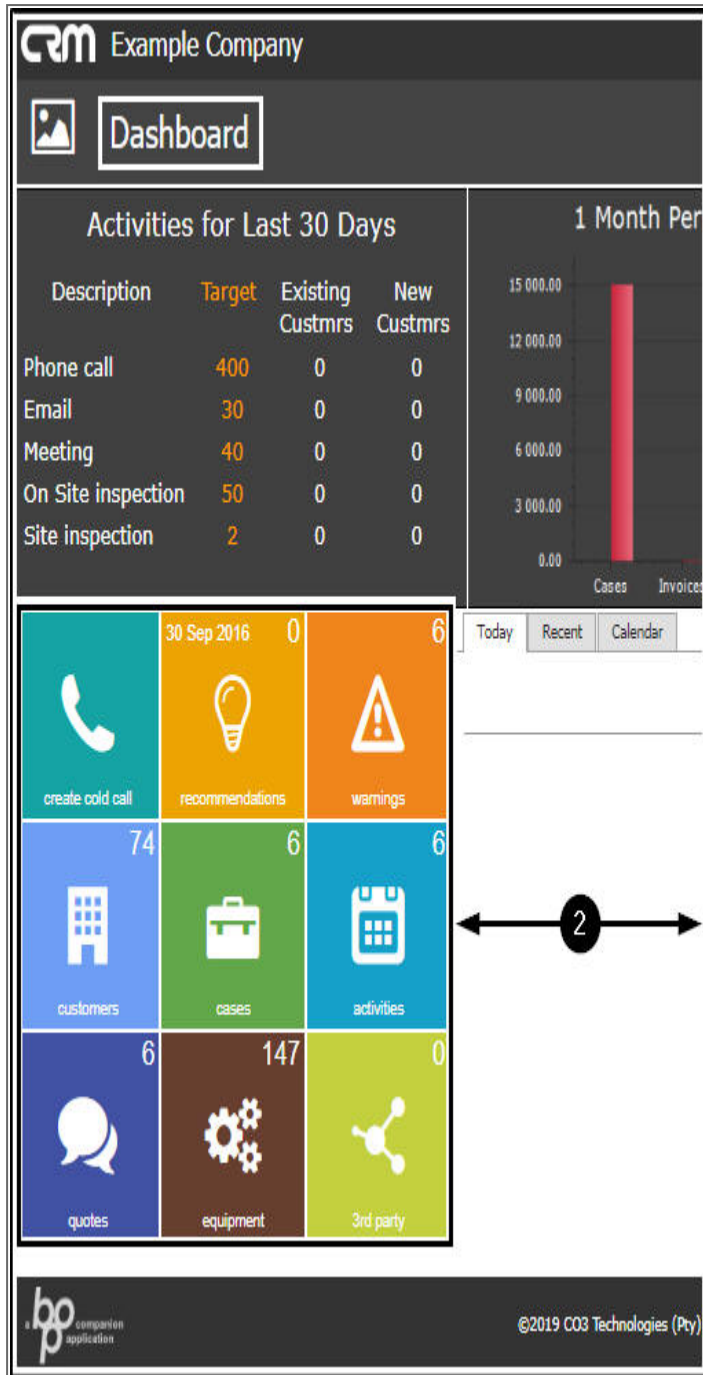 CRM Example Company
Dashboard
Activities for Last 30 Days
Description Target Existing Custmrs New Custmrs
Phone call 400 0 0
Email 30 0 0
Meeting 40 0 0
On Site inspection 50 0 0
Site inspection 2 0 0
1 Month Per
15 000.00
12 000.00
9 000.00
6 000.00
3 000.00
0.00
Cases Invoices
30 Sep 2016 0 6
create cold call recommendations warnings
74 6 6
customers cases activities
6 147 0
quotes equipment 3rd party
Today Recent Calendar
2
a bpo companion
application
©2019 CO3 Technologies (Pty)